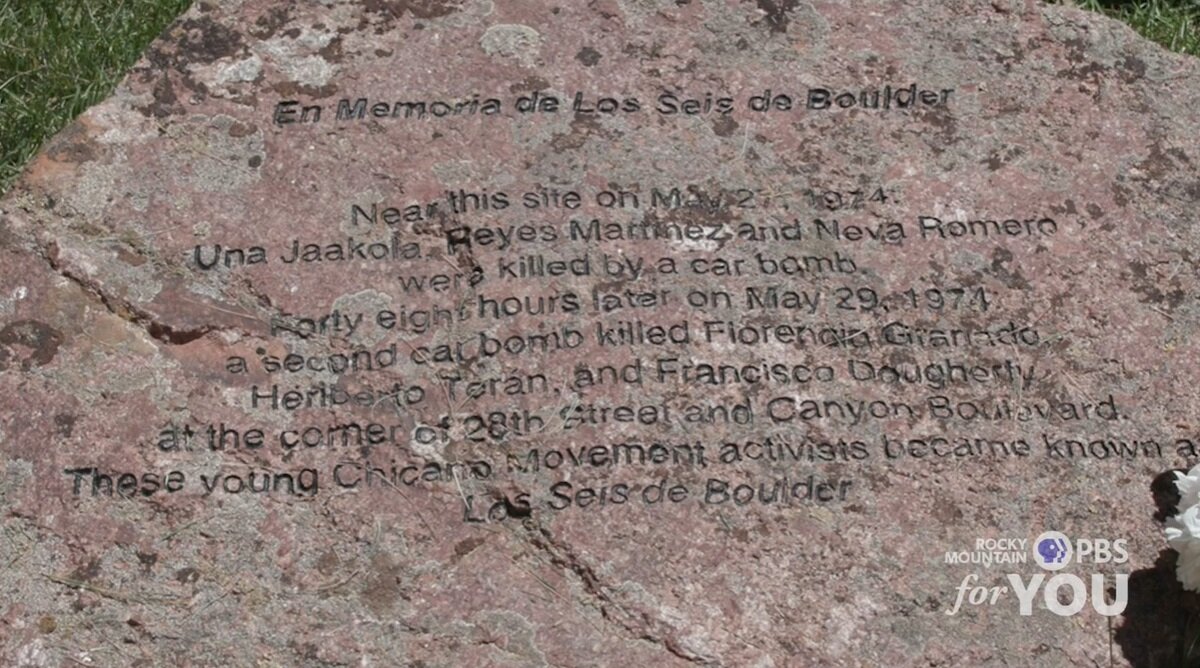 En Memoria de Los Seis de Boulder
Near this site on May 27, 1974,
Una Jaakola, Reyes Martinez and Neva Romero
were killed by a car bomb.
Forty eight hours later on May 29, 1974,
a second car bomb killed Florencio Granado,
Heriberto Terán, and Francisco Dougherty
at the corner of 28th Street and Canyon Boulevard.
These young Chicano Movement activists became known a
Los Seis de Boulder
ROCKY
MOUNTAIN PBS
for YOU